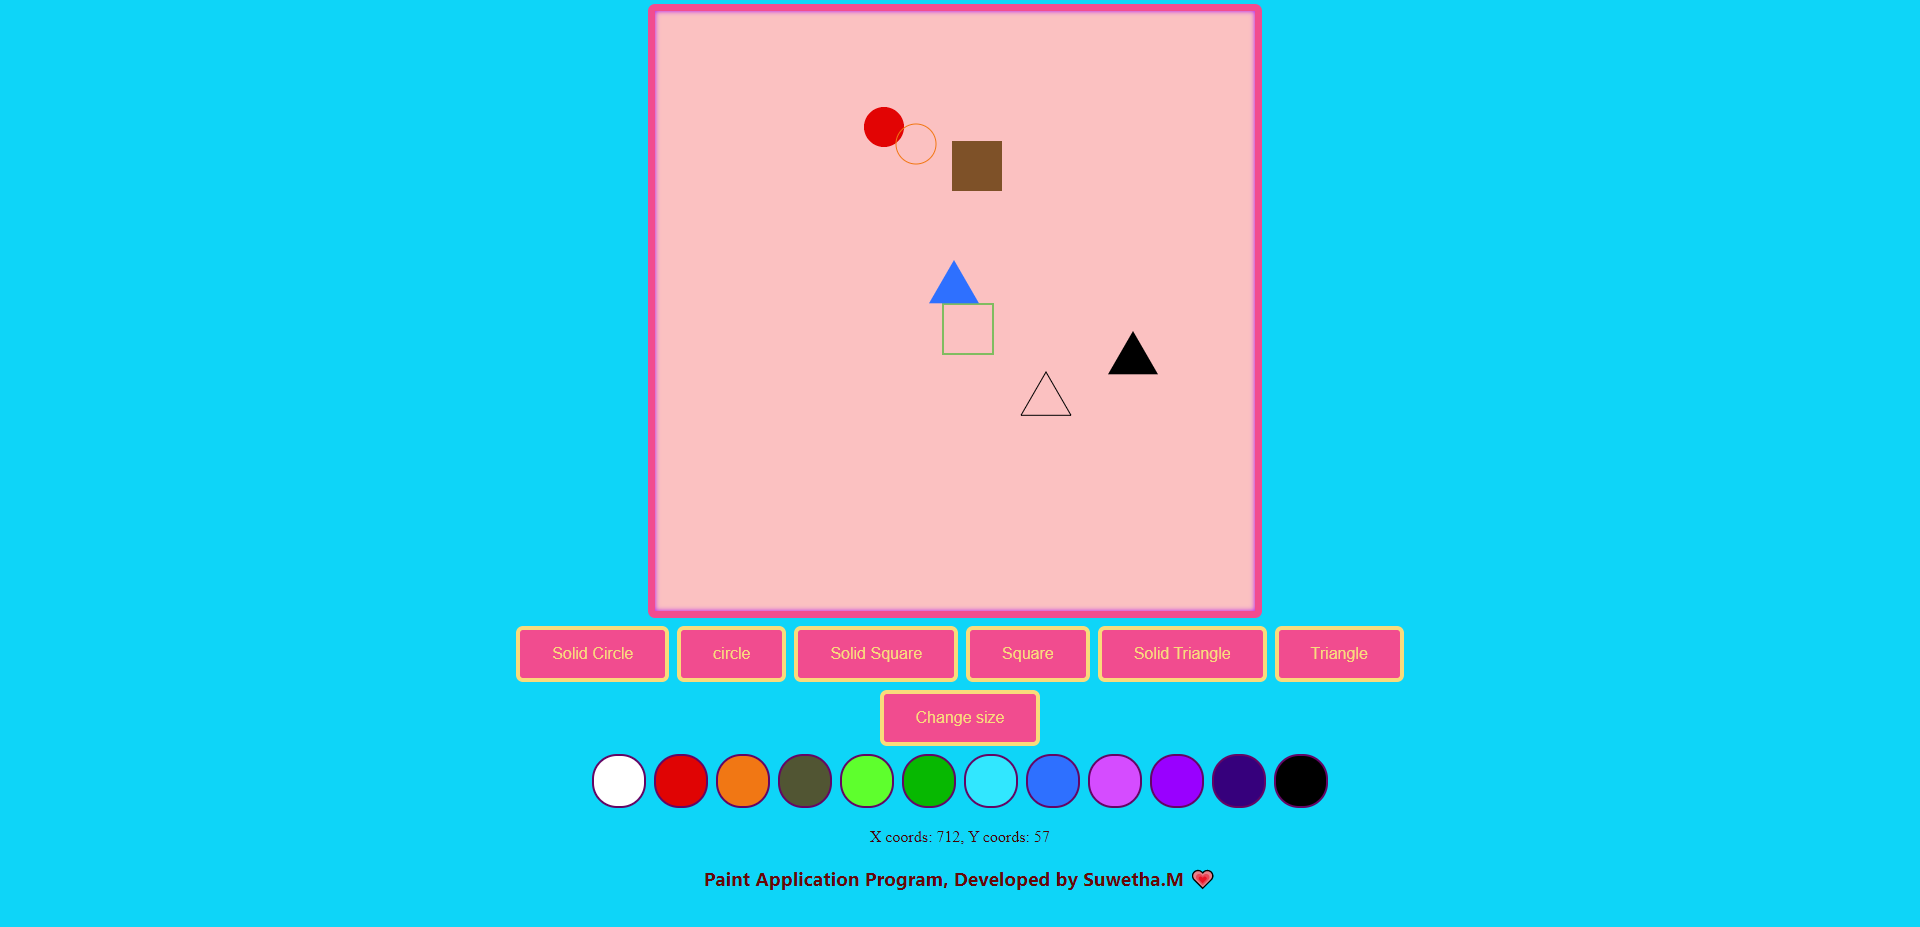 Solid Circle circle Solid Square Square Solid Triangle Triangle
Change size
X coords: 712, Y coords: 57
Paint Application Program, Developed by Suwetha.M 💗